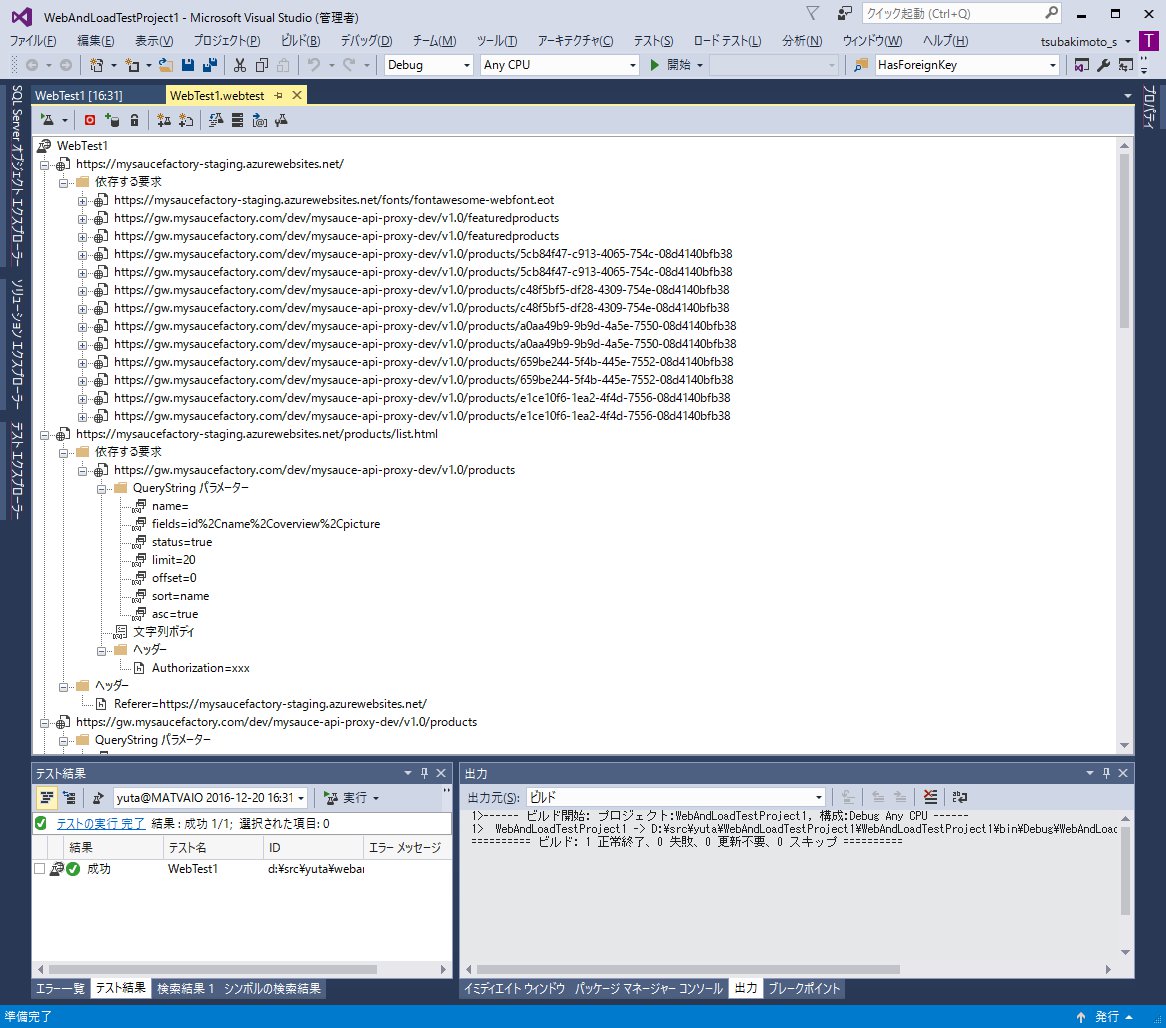 WebAndLoadTestProject1 - Microsoft Visual Studio (管理者)
クイック起動 (Ctrl+Q)
ファイル(F) 編集(E) 表示(V) プロジェクト(P) ビルド(B) デバッグ(D) チーム(M) ツール(T) アーキテクチャ(C) テスト(S) ロード テスト(L) 分析(N) ウィンドウ(W) ヘルプ(H) tsubakimoto_s T
Debug Any CPU 開始 HasForeignKey
SQL Server オブジェクト エクスプローラー
ソリューション エクスプローラー
テスト エクスプローラー
プロパティ
WebTest1 [16:31] WebTest1.webtest
WebTest1
https://mysaucefactory-staging.azurewebsites.net/
依存する要求
https://mysaucefactory-staging.azurewebsites.net/fonts/fontawesome-webfont.eot
https://gw.mysaucefactory.com/dev/mysauce-api-proxy-dev/v1.0/featuredproducts
https://gw.mysaucefactory.com/dev/mysauce-api-proxy-dev/v1.0/featuredproducts
https://gw.mysaucefactory.com/dev/mysauce-api-proxy-dev/v1.0/products/5cb84f47-c913-4065-754c-08d4140bfb38
https://gw.mysaucefactory.com/dev/mysauce-api-proxy-dev/v1.0/products/5cb84f47-c913-4065-754c-08d4140bfb38
https://gw.mysaucefactory.com/dev/mysauce-api-proxy-dev/v1.0/products/c48f5bf5-df28-4309-754e-08d4140bfb38
https://gw.mysaucefactory.com/dev/mysauce-api-proxy-dev/v1.0/products/c48f5bf5-df28-4309-754e-08d4140bfb38
https://gw.mysaucefactory.com/dev/mysauce-api-proxy-dev/v1.0/products/a0aa49b9-9b9d-4a5e-7550-08d4140bfb38
https://gw.mysaucefactory.com/dev/mysauce-api-proxy-dev/v1.0/products/a0aa49b9-9b9d-4a5e-7550-08d4140bfb38
https://gw.mysaucefactory.com/dev/mysauce-api-proxy-dev/v1.0/products/659be244-5f4b-445e-7552-08d4140bfb38
https://gw.mysaucefactory.com/dev/mysauce-api-proxy-dev/v1.0/products/659be244-5f4b-445e-7552-08d4140bfb38
https://gw.mysaucefactory.com/dev/mysauce-api-proxy-dev/v1.0/products/e1ce10f6-1ea2-4f4d-7556-08d4140bfb38
https://gw.mysaucefactory.com/dev/mysauce-api-proxy-dev/v1.0/products/e1ce10f6-1ea2-4f4d-7556-08d4140bfb38
https://mysaucefactory-staging.azurewebsites.net/products/list.html
依存する要求
https://gw.mysaucefactory.com/dev/mysauce-api-proxy-dev/v1.0/products
QueryString パラメーター
name=
fields=id%2Cname%2Coverview%2Cpicture
status=true
limit=20
offset=0
sort=name
asc=true
文字列ボディ
ヘッダー
Authorization=xxx
ヘッダー
Referer=https://mysaucefactory-staging.azurewebsites.net/
https://gw.mysaucefactory.com/dev/mysauce-api-proxy-dev/v1.0/products
QueryString パラメーター
テスト結果
yuta@MATVAIO 2016-12-20 16:31 実行
テストの実行 完了 結果: 成功 1/1; 選択された項目: 0
結果 テスト名 ID エラー メッセージ
成功 WebTest1 d:¥src¥yuta¥webar
エラー一覧 テスト結果 検索結果 1 シンボルの検索結果
出力
出力元(S): ビルド
1>------ ビルド開始: プロジェクト:WebAndLoadTestProject1, 構成:Debug Any CPU ------
1> WebAndLoadTestProject1 -> D:¥src¥yuta¥WebAndLoadTestProject1¥WebAndLoadTestProject1¥bin¥Debug¥WebAndLoad
========== ビルド: 1 正常終了、0 失敗、0 更新不要、0 スキップ ==========
イミディエイト ウィンドウ パッケージ マネージャー コンソール 出力 ブレークポイント
準備完了 発行